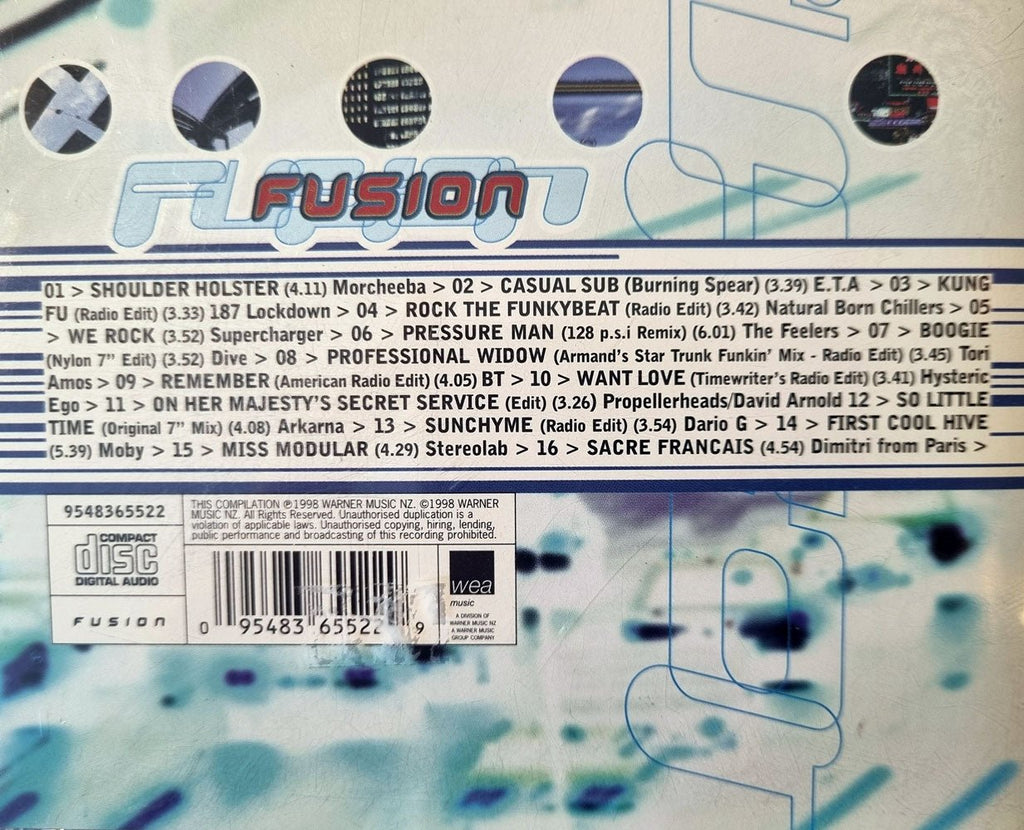 FUSION
01 > SHOULDER HOLSTER (4.11) Morcheeba > 02 > CASUAL SUB (Burning Spear) (3.39) E.T.A > 03 > KUNG
FU (Radio Edit) (3.33) 187 Lockdown > 04 > ROCK THE FUNKYBEAT (Radio Edit) (3.42) Natural Born Chillers > 05
> WE ROCK (3.52) Supercharger > 06 > PRESSURE MAN (128 p.s.i Remix) (6.01) The Feelers > 07 > BOOGIE
(Nylon 7" Edit) (3.52) Dive > 08 > PROFESSIONAL WIDOW (Armand's Star Trunk Funkin' Mix - Radio Edit) (3.45) Tori
Amos > 09 > REMEMBER (American Radio Edit) (4.05) BT > 10 > WANT LOVE (Timewriter's Radio Edit) (3.41) Hysteric
Ego > 11 > ON HER MAJESTY'S SECRET SERVICE (Edit) (3.26) Propellerheads/David Arnold 12 > SO LITTLE
TIME (Original 7" Mix) (4.08) Arkarna > 13 > SUNCHYME (Radio Edit) (3.54) Dario G > 14 > FIRST COOL HIVE
(5.39) Moby > 15 > MISS MODULAR (4.29) Stereolab > 16 > SACRE FRANCAIS (4.54) Dimitri from Paris >
9548365522
THIS COMPILATION ℗1998 WARNER MUSIC NZ. ©1998 WARNER
MUSIC NZ. All Rights Reserved. Unauthorised duplication is a
violation of applicable laws. Unauthorised copying, hiring, lending,
public performance and broadcasting of this recording prohibited.
COMPACT
disc
DIGITAL AUDIO
FUSION
0 95483 65522 9
wea
music
A DIVISION OF
WARNER MUSIC NZ
A WARNER MUSIC
GROUP COMPANY